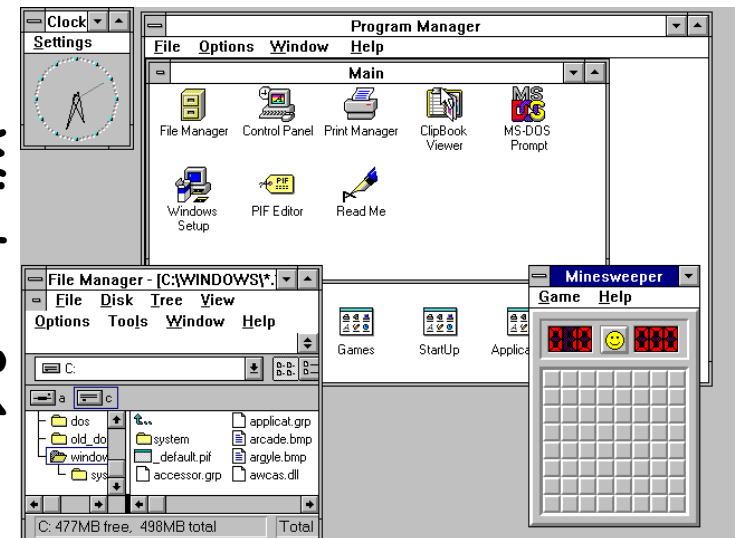 Clock
Settings
Program Manager
File Options Window Help
Main
File Manager
Control Panel
Print Manager
ClipBook
Viewer
MS
DOS
MS-DOS
Prompt
Windows
Setup
PIF
PIF Editor
Read Me
Games
StartUp
File Manager - [C:\WINDOWS\*.
File Disk Tree View
Options Tools Window Help
C:
a
c
dos
system
_default.pif
accessor.grp
applicat.grp
arcade.bmp
argyle.bmp
awcas.dll
C: 477MB free, 498MB total
Total
Minesweeper
Game Help